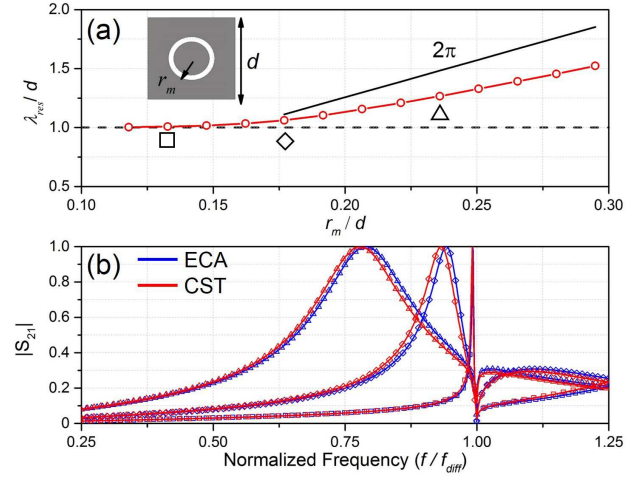 (a)
r_m
d
2π
λ_res / d
2.0
1.5
1.0
0.5
0.10
0.15
0.20
0.25
0.30
r_m / d
(b)
ECA
CST
|S_21|
1.0
0.8
0.6
0.4
0.2
0
0.25
0.50
0.75
1.00
1.25
Normalized Frequency (f / f_diff)